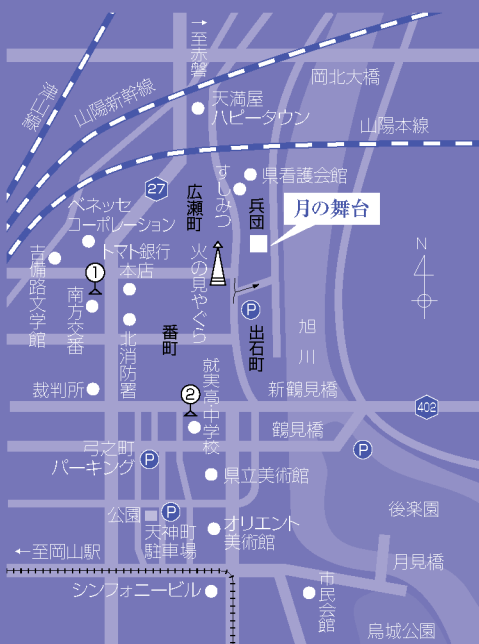 →至赤磐
岡北大橋
津山線
山陽新幹線
天満屋
ハピータウン
山陽本線
すしみつ
県看護会館
27
広瀬町
兵団
月の舞台
ベネッセ
コーポレーション
吉備路文学館
トマト銀行
本店
火の見やぐら
N
4
1
南方交番
北消防署
P
番町
出石町
旭川
裁判所
就実高・中学校
2
新鶴見橋
402
鶴見橋
弓之町
パーキング
P
P
県立美術館
公園
P
天神町
駐車場
オリエント
美術館
後楽園
←至岡山駅
月見橋
シンフォニービル
市民会館
烏城公園